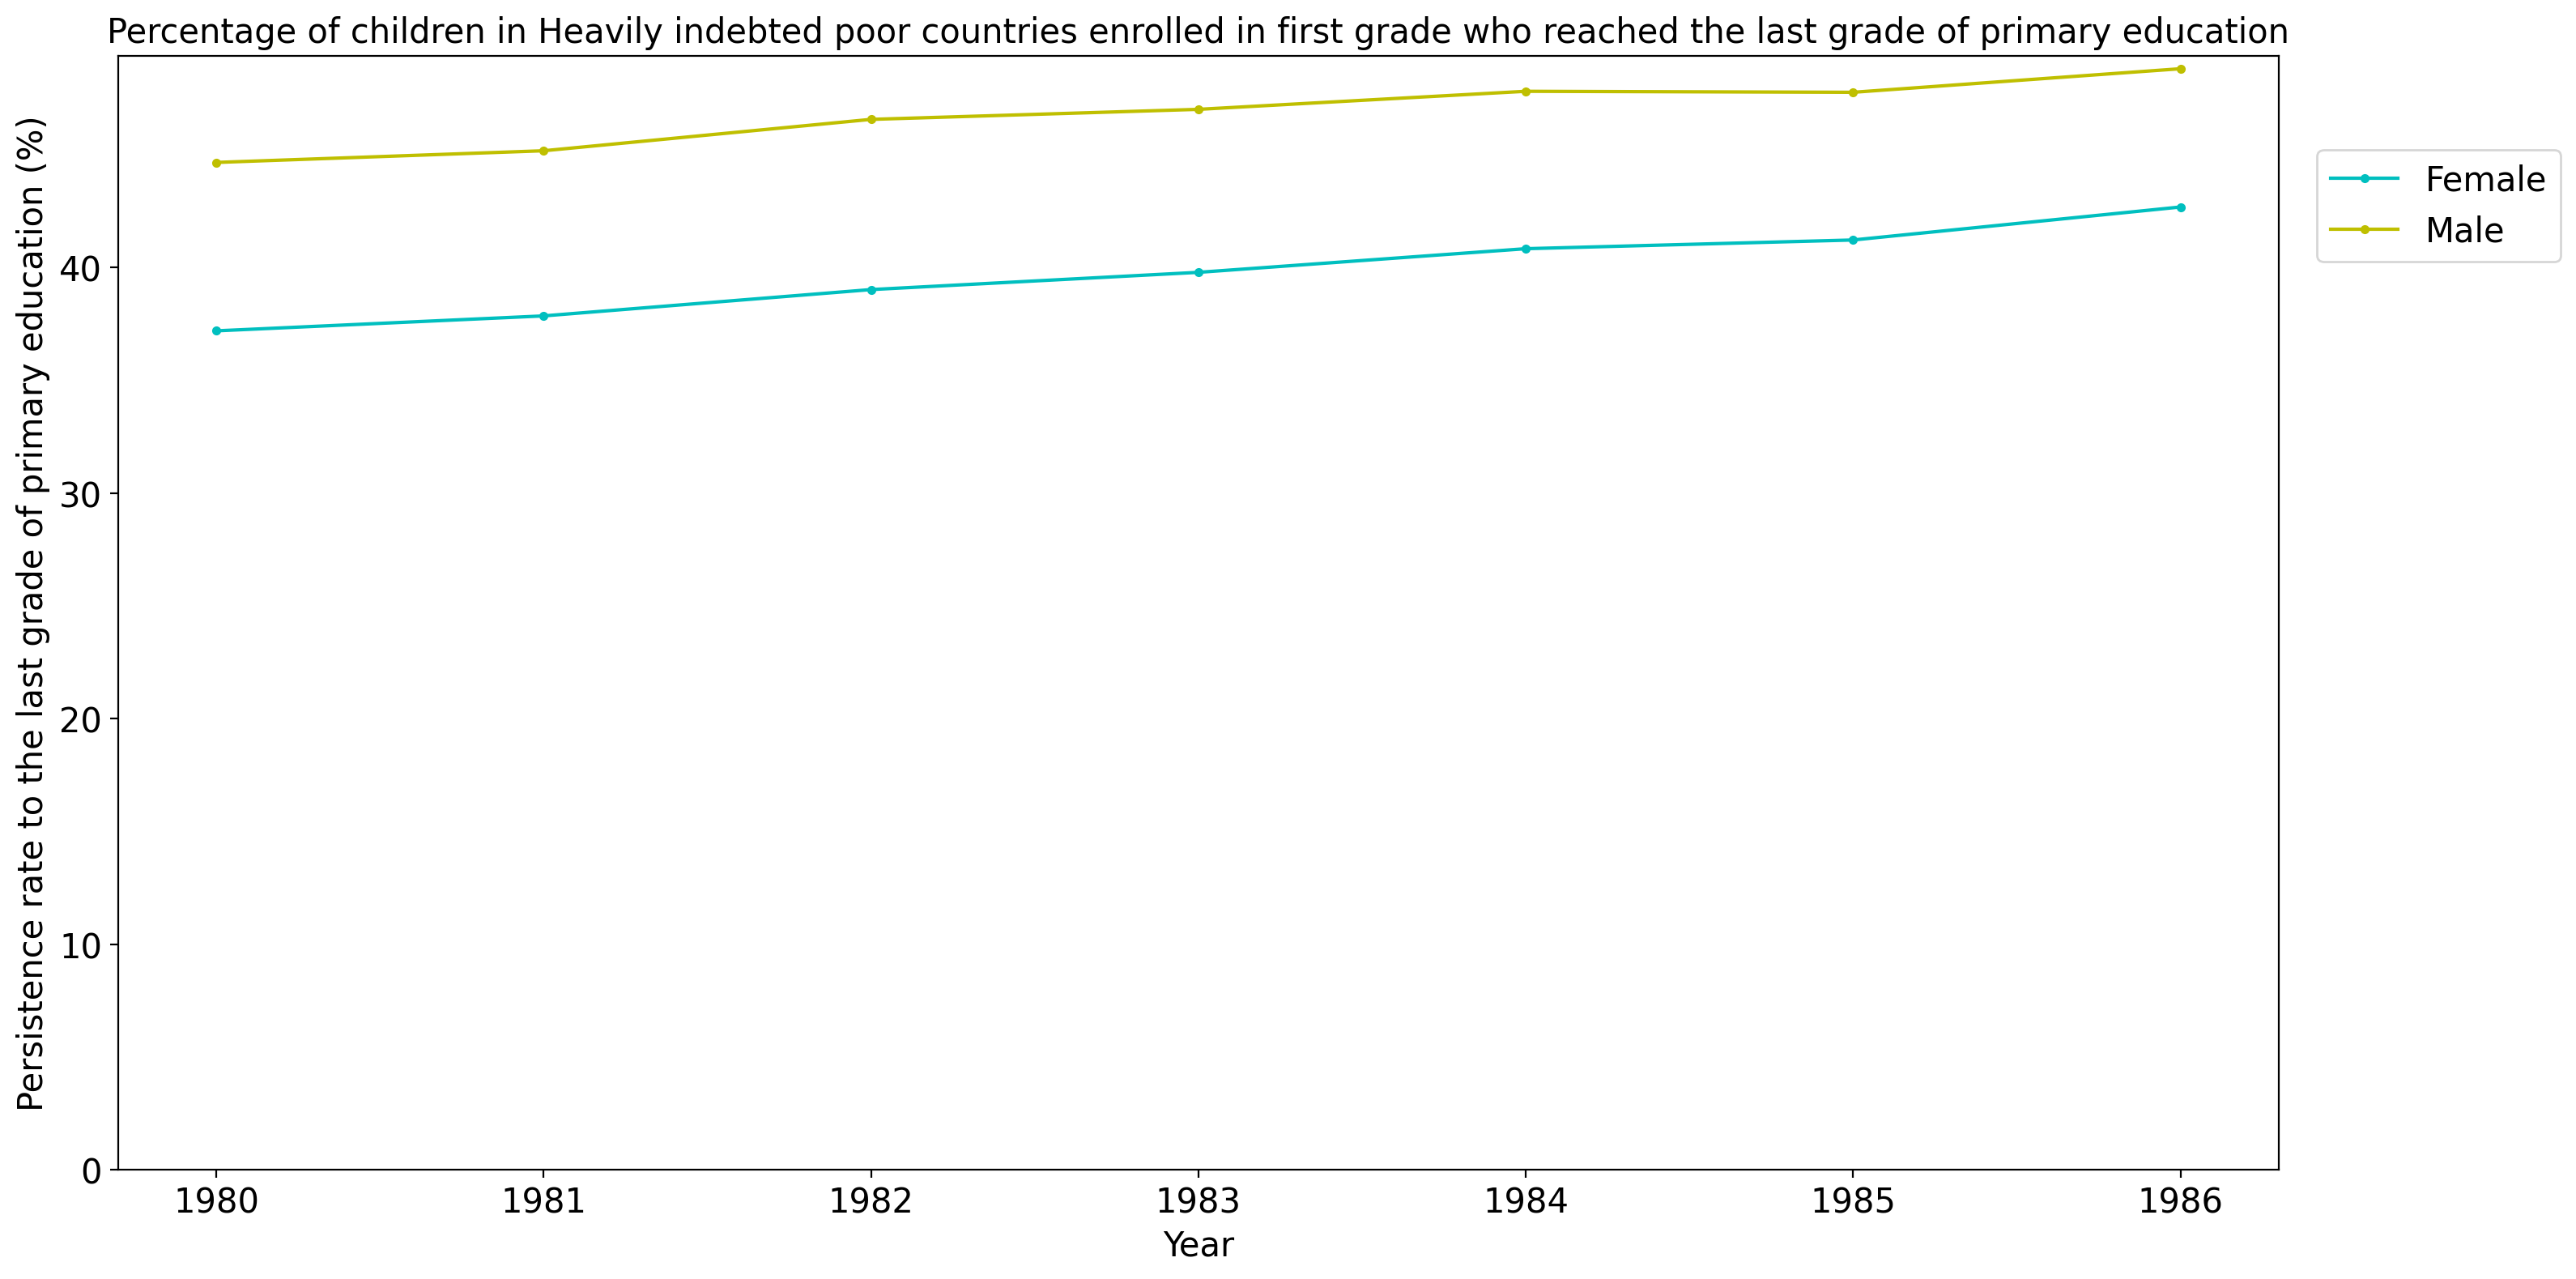 Percentage of children in Heavily indebted poor countries enrolled in first grade who reached the last grade of primary education
Persistence rate to the last grade of primary education (%)
40
30
20
10
0
1980 1981 1982 1983 1984 1985 1986
Year
Female
Male